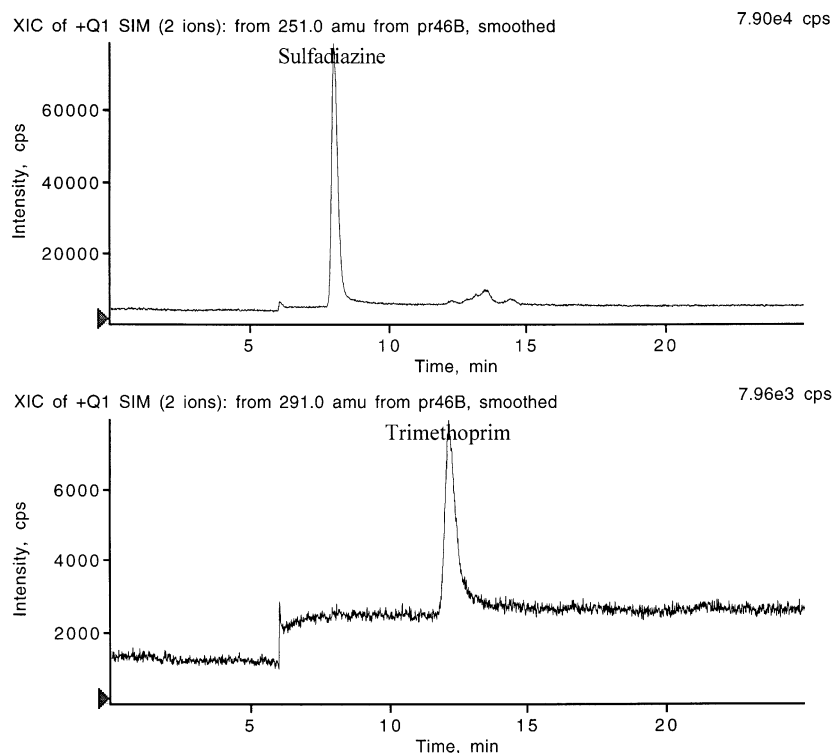 XIC of +Q1 SIM (2 ions): from 251.0 amu from pr46B, smoothed
7.90e4 cps
Sulfadiazine
60000
40000
20000
Intensity, cps
5 10 15 20
Time, min
XIC of +Q1 SIM (2 ions): from 291.0 amu from pr46B, smoothed
7.96e3 cps
Trimethoprim
6000
4000
2000
Intensity, cps
5 10 15 20
Time, min